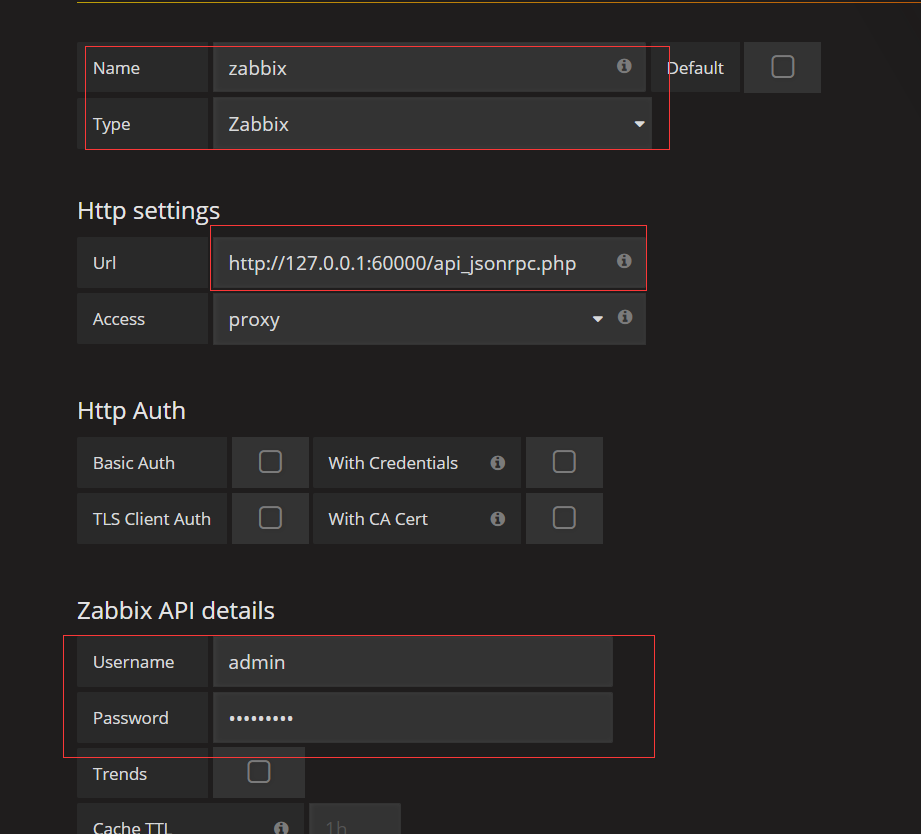 Name zabbix Default
Type Zabbix
Http settings
Url http://127.0.0.1:60000/api_jsonrpc.php
Access proxy
Http Auth
Basic Auth With Credentials
TLS Client Auth With CA Cert
Zabbix API details
Username admin
Password •••••••••
Trends
Cache TTL 1h